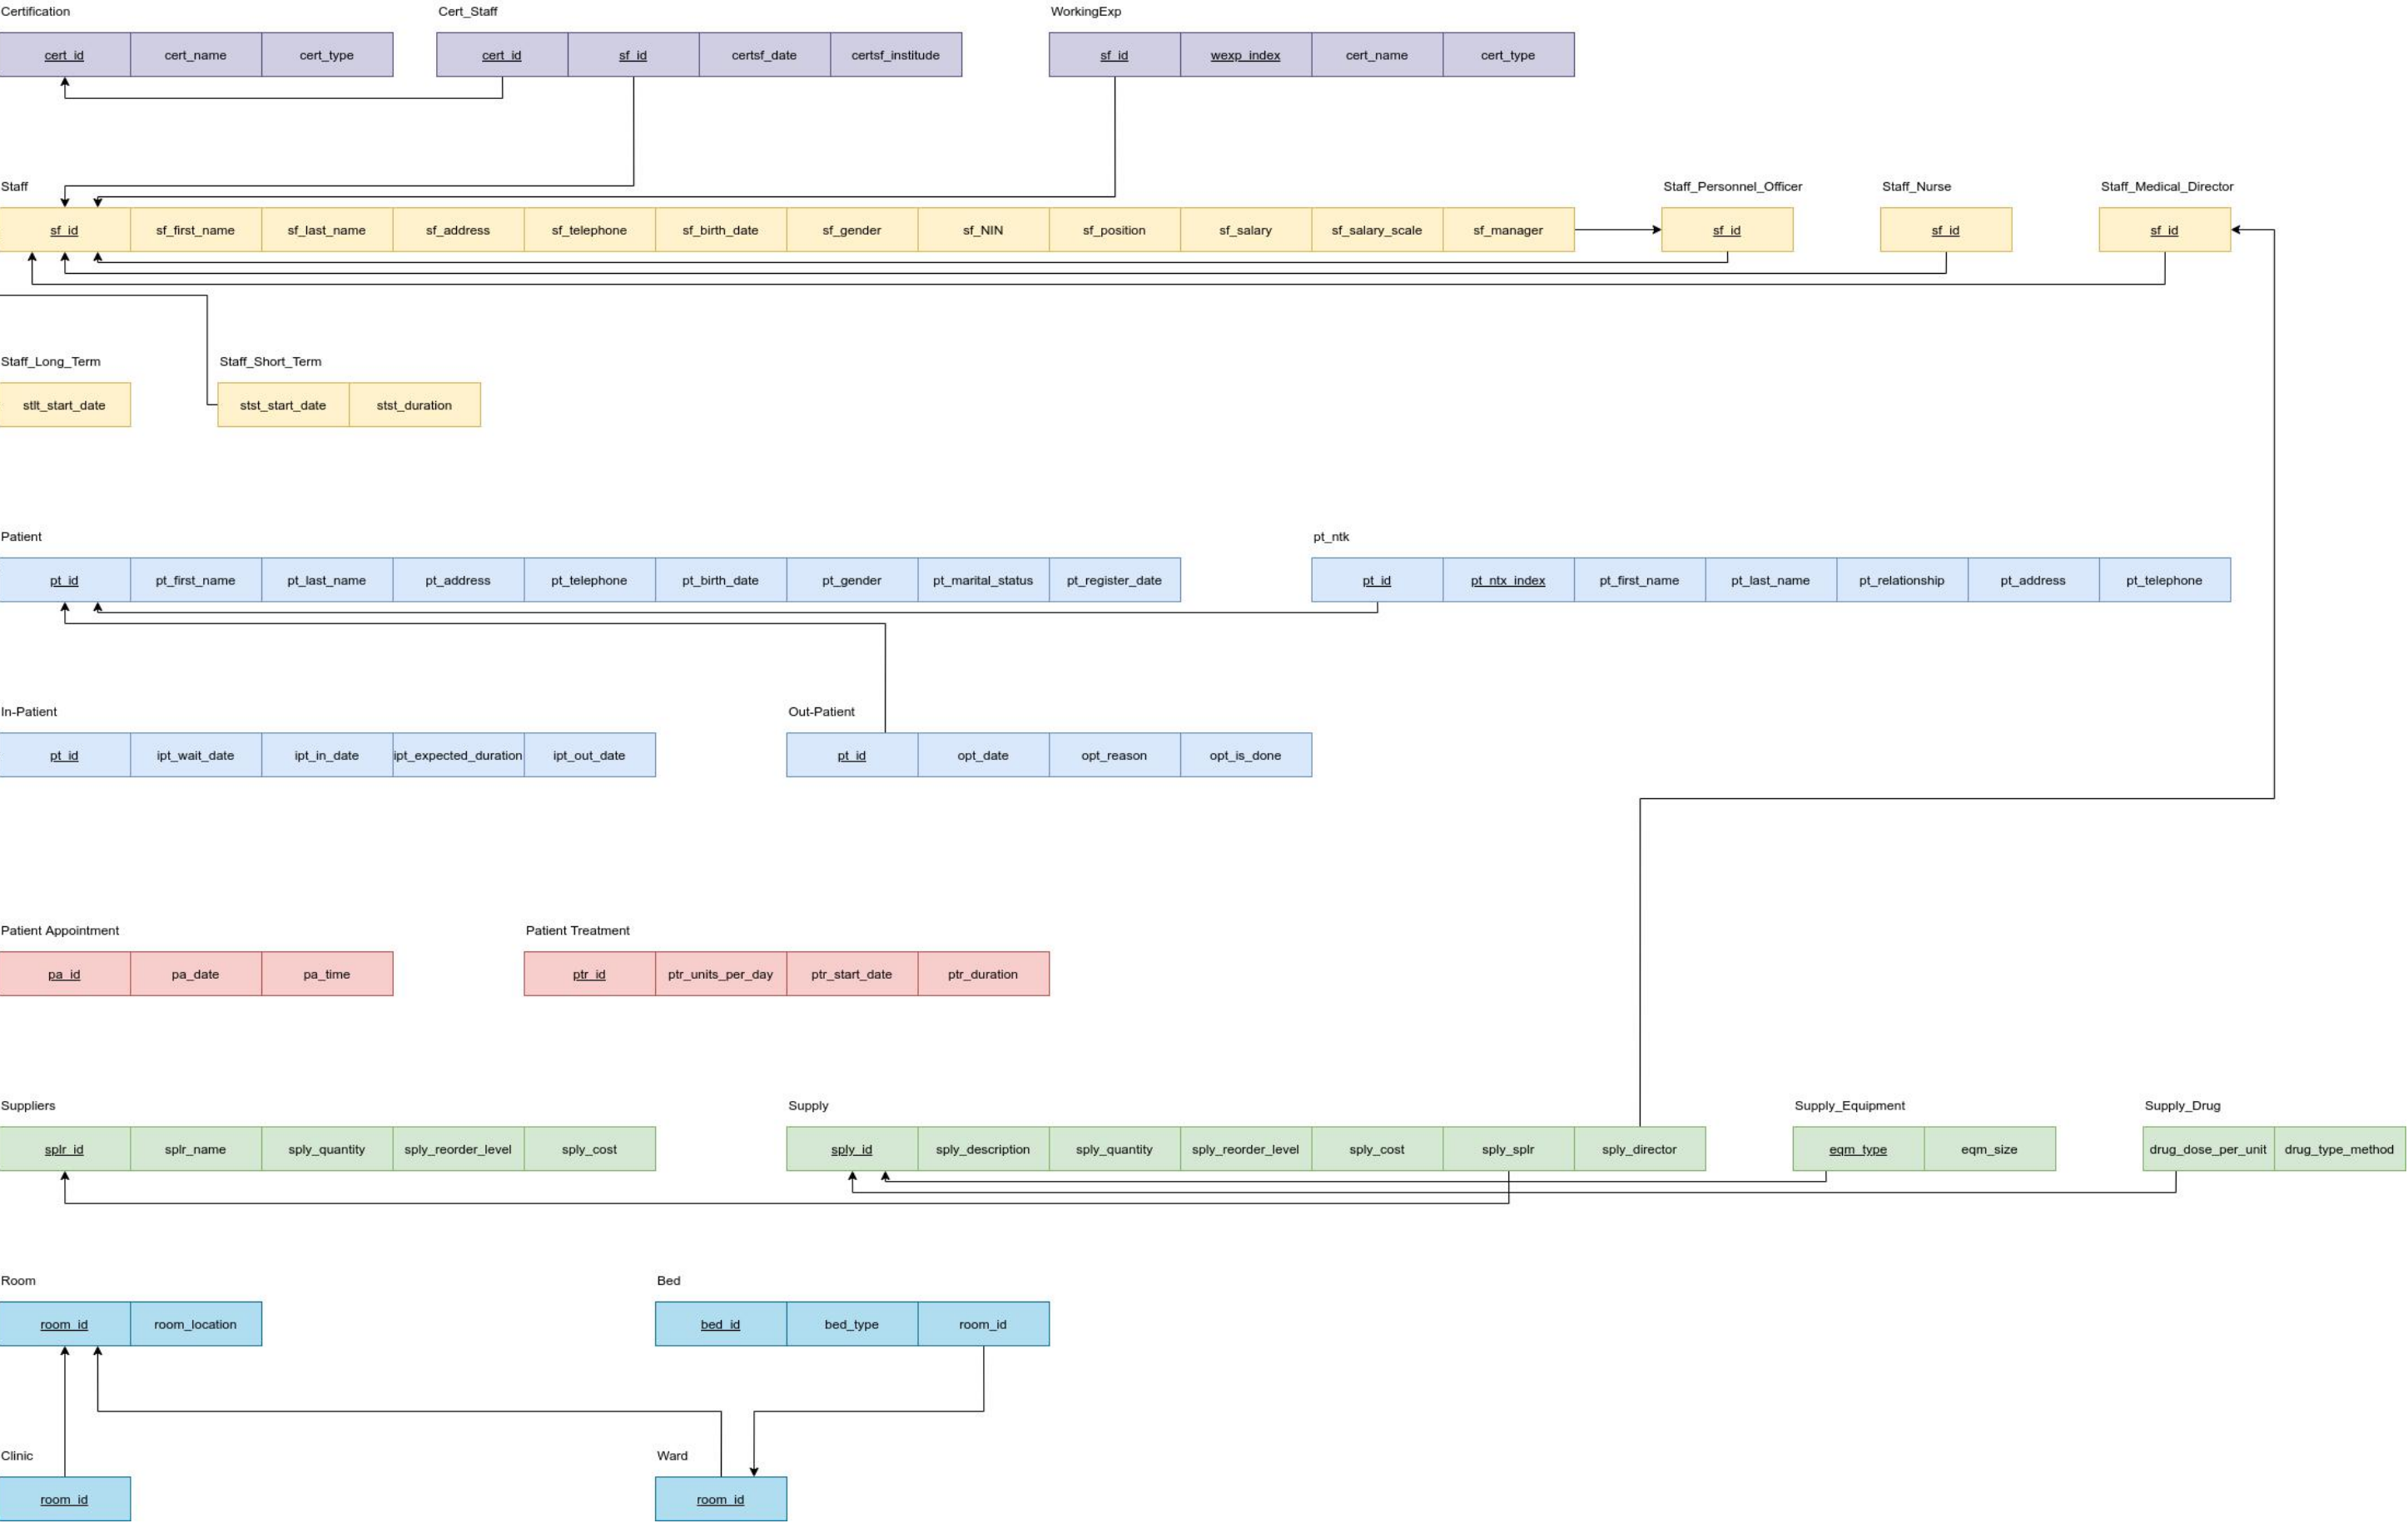 Certification Cert_Staff WorkingExp
cert_id cert_name cert_type cert_id sf_id certsf_date certsf_institude sf_id wexp_index cert_name cert_type
Staff Staff_Personnel_Officer Staff_Nurse Staff_Medical_Director
sf_id sf_first_name sf_last_name sf_address sf_telephone sf_birth_date sf_gender sf_NIN sf_position sf_salary sf_salary_scale sf_manager sf_id sf_id sf_id
Staff_Long_Term Staff_Short_Term
stlt_start_date stst_start_date stst_duration
Patient pt_ntk
pt_id pt_first_name pt_last_name pt_address pt_telephone pt_birth_date pt_gender pt_marital_status pt_register_date pt_id pt_ntx_index pt_first_name pt_last_name pt_relationship pt_address pt_telephone
In-Patient Out-Patient
pt_id ipt_wait_date ipt_in_date ipt_expected_duration ipt_out_date pt_id opt_date opt_reason opt_is_done
Patient Appointment Patient Treatment
pa_id pa_date pa_time ptr_id ptr_units_per_day ptr_start_date ptr_duration
Suppliers Supply Supply_Equipment Supply_Drug
splr_id splr_name sply_quantity sply_reorder_level sply_cost sply_id sply_description sply_quantity sply_reorder_level sply_cost sply_splr sply_director eqm_type eqm_size drug_dose_per_unit drug_type_method
Room Bed
room_id room_location bed_id bed_type room_id
Clinic Ward
room_id room_id